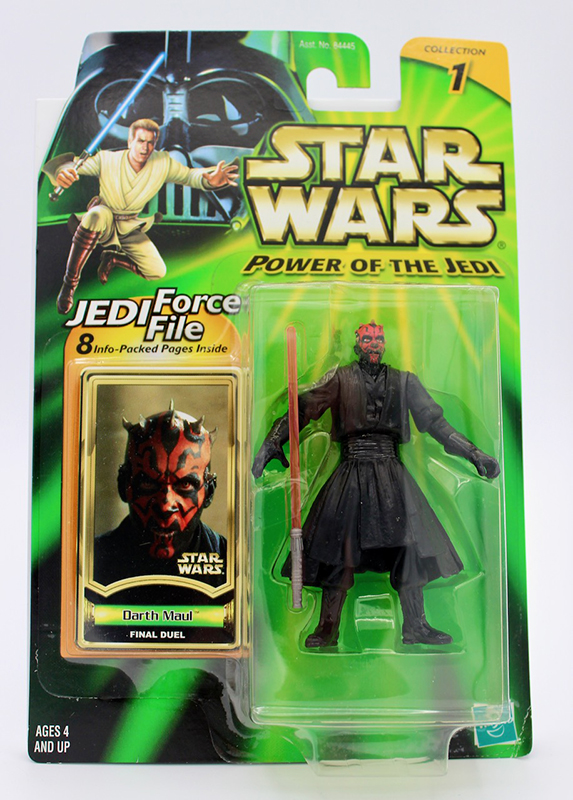 Asst. No. 84445
COLLECTION
1
STAR
WARS®
POWER OF THE JEDI
JEDI Force
File
8 Info-Packed Pages Inside
STAR
WARS
Darth Maul™
FINAL DUEL
AGES 4
AND UP